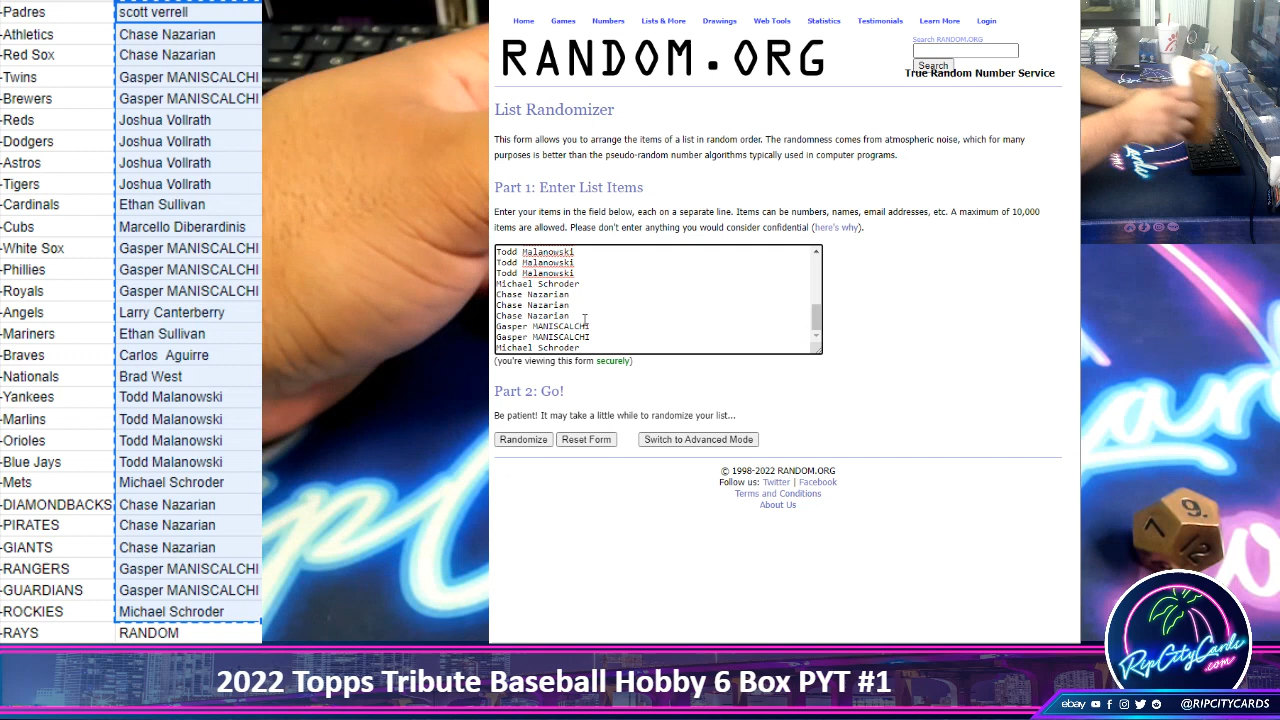 -Padres scott verrell
-Athletics Chase Nazarian
-Red Sox Chase Nazarian
-Twins Gasper MANISCALCHI
-Brewers Gasper MANISCALCHI
-Reds Joshua Vollrath
-Dodgers Joshua Vollrath
-Astros Joshua Vollrath
-Tigers Joshua Vollrath
-Cardinals Ethan Sullivan
-Cubs Marcello Diberardinis
-White Sox Gasper MANISCALCHI
-Phillies Gasper MANISCALCHI
-Royals Gasper MANISCALCHI
-Angels Larry Canterberry
-Mariners Ethan Sullivan
-Braves Carlos Aguirre
-Nationals Brad West
-Yankees Todd Malanowski
-Marlins Todd Malanowski
-Orioles Todd Malanowski
-Blue Jays Todd Malanowski
-Mets Michael Schroder
-DIAMONDBACKS Chase Nazarian
-PIRATES Chase Nazarian
-GIANTS Chase Nazarian
-RANGERS Gasper MANISCALCHI
-GUARDIANS Gasper MANISCALCHI
-ROCKIES Michael Schroder
-RAYS RANDOM
Home Games Numbers Lists & More Drawings Web Tools Statistics Testimonials Learn More Login
Search RANDOM.ORG
RANDOM.ORG
Search
True Random Number Service
List Randomizer
This form allows you to arrange the items of a list in random order. The randomness comes from atmospheric noise, which for many
purposes is better than the pseudo-random number algorithms typically used in computer programs.
Part 1: Enter List Items
Enter your items in the field below, each on a separate line. Items can be numbers, names, email addresses, etc. A maximum of 10,000
items are allowed. Please don't enter anything you would consider confidential (here's why).
Todd Malanowski
Todd Malanowski
Todd Malanowski
Michael Schroder
Chase Nazarian
Chase Nazarian
Chase Nazarian
Gasper MANISCALCHI
Gasper MANISCALCHI
Michael Schroder
(you're viewing this form securely)
Part 2: Go!
Be patient! It may take a little while to randomize your list...
Randomize Reset Form Switch to Advanced Mode
© 1998-2022 RANDOM.ORG
Follow us: Twitter | Facebook
Terms and Conditions
About Us
7 9.
2022 Topps Tribute Baseball Hobby 6 Box PYT #1
RipCityCards
.com
ebay @RIPCITYCARDS